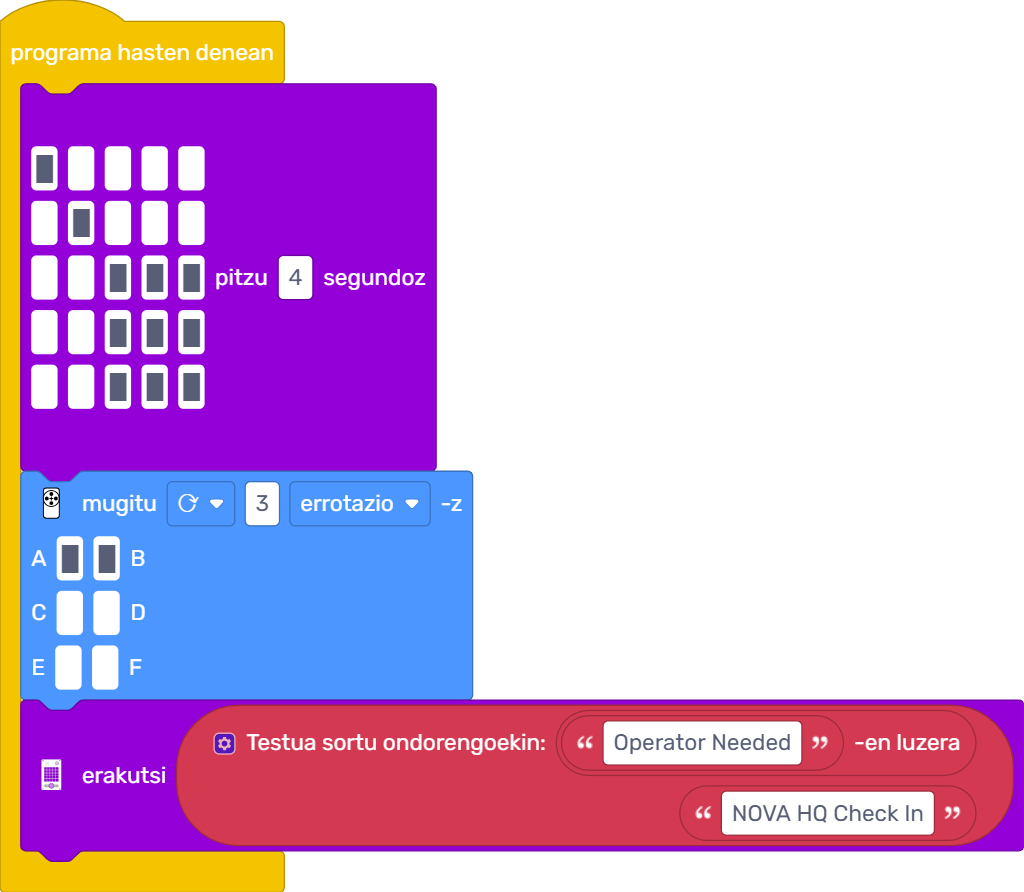 programa hasten denean
pitzu 4 segundoz
mugitu 3 errotazio -z
A B
C D
E F
erakutsi Testua sortu ondorengoekin: “ Operator Needed ” -en luzera
“ NOVA HQ Check In ”